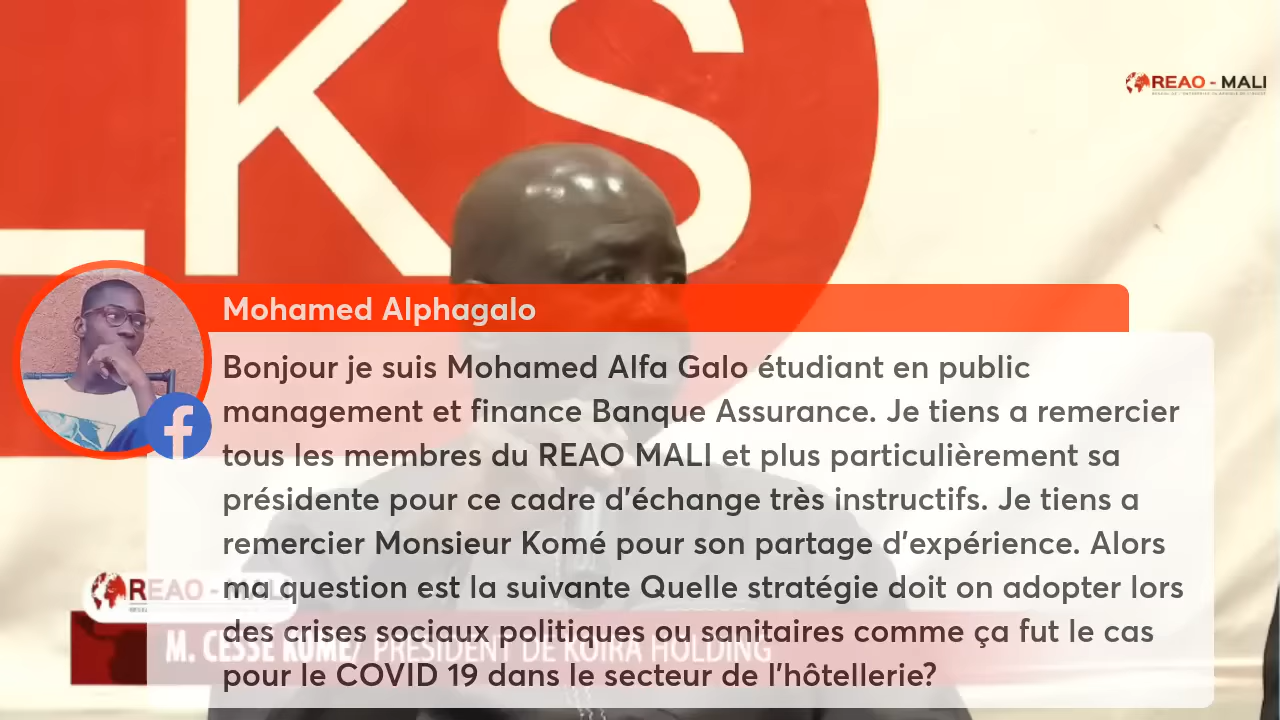 LKS
REAO - MALI
Mohamed Alphagalo
Bonjour je suis Mohamed Alfa Galo étudiant en public
management et finance Banque Assurance. Je tiens a remercier
tous les membres du REAO MALI et plus particulièrement sa
présidente pour ce cadre d'échange très instructifs. Je tiens a
remercier Monsieur Komé pour son partage d'expérience. Alors
ma question est la suivante Quelle stratégie doit on adopter lors
des crises sociaux politiques ou sanitaires comme ça fut le cas
pour le COVID 19 dans le secteur de l'hôtellerie?
REAO - MALI
M. CESSE KOME/ PRÉSIDENT DE KOIRA HOLDING